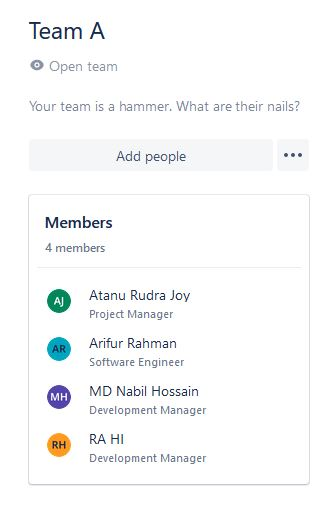 Team A
Open team
Your team is a hammer. What are their nails?
Add people
Members
4 members
AJ
Atanu Rudra Joy
Project Manager
AR
Arifur Rahman
Software Engineer
MH
MD Nabil Hossain
Development Manager
RH
RA HI
Development Manager